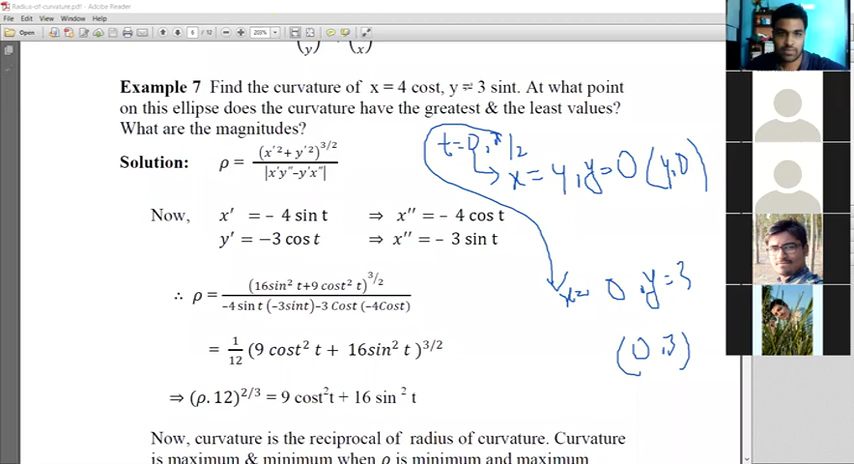 Radius-of-curvature.pdf - Adobe Reader
File Edit View Window Help
Open 6 / 12 203%
(y) (x)
Example 7 Find the curvature of x = 4 cost, y = 3 sint. At what point
on this ellipse does the curvature have the greatest & the least values?
What are the magnitudes?
Solution: ρ = (x'²+ y'²)^3/2 / |x'y''−y'x''|
t=0, π/2
x = 4, y=0 (4,0)
Now, x′ = − 4 sin t ⇒ x″ = − 4 cos t
y′ = −3 cos t ⇒ x″ = − 3 sin t
x= 0, y=3
(0,3)
∴ ρ = (16sin² t+9 cost² t)^3/2 / −4 sin t (−3sint)−3 Cost (−4Cost)
= 1/12 (9 cost² t + 16sin² t )^3/2
⇒ (ρ. 12)^2/3 = 9 cost²t + 16 sin ² t
Now, curvature is the reciprocal of radius of curvature. Curvature
is maximum & minimum when ρ is minimum and maximum